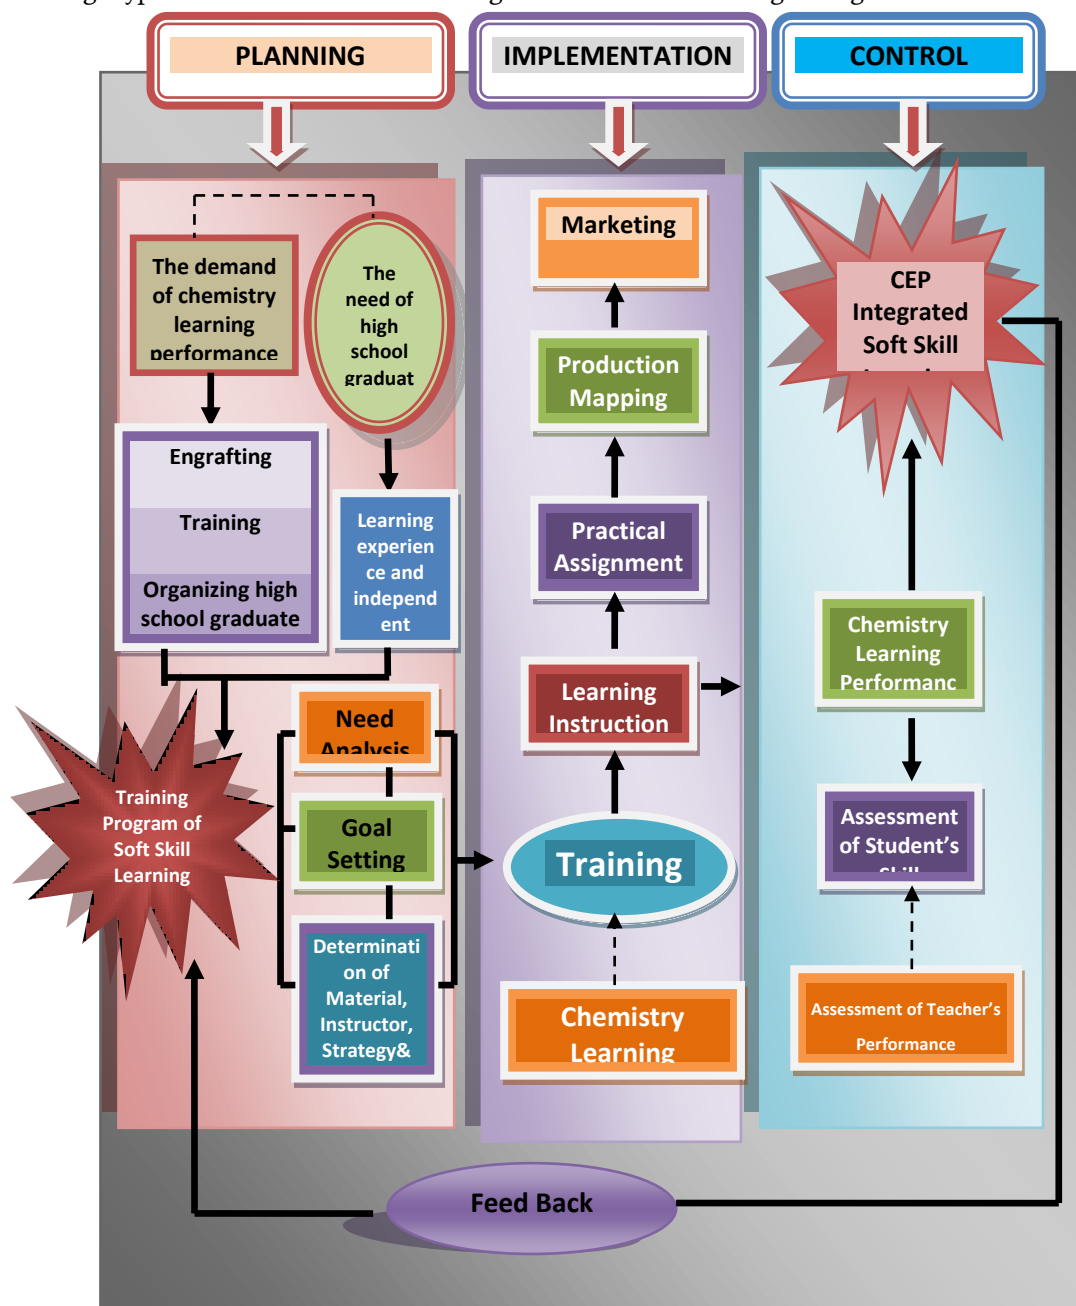 PLANNING
IMPLEMENTATION
CONTROL
The demand
of chemistry
learning
performance
The
need of
high
school
graduat
Engrafting
Training
Organizing high
school graduate
Learning
experien
ce and
independ
ent
Training
Program of
Soft Skill
Learning
Need
Analysis
Goal
Setting
Determinati
on of
Material,
Instructor,
Strategy&
Marketing
Production
Mapping
Practical
Assignment
Learning
Instruction
Training
Chemistry
Learning
CEP
Integrated
Soft Skill
Chemistry
Learning
Performanc
Assessment
of Student's
Skill
Assessment of Teacher's
Performance
Feed Back